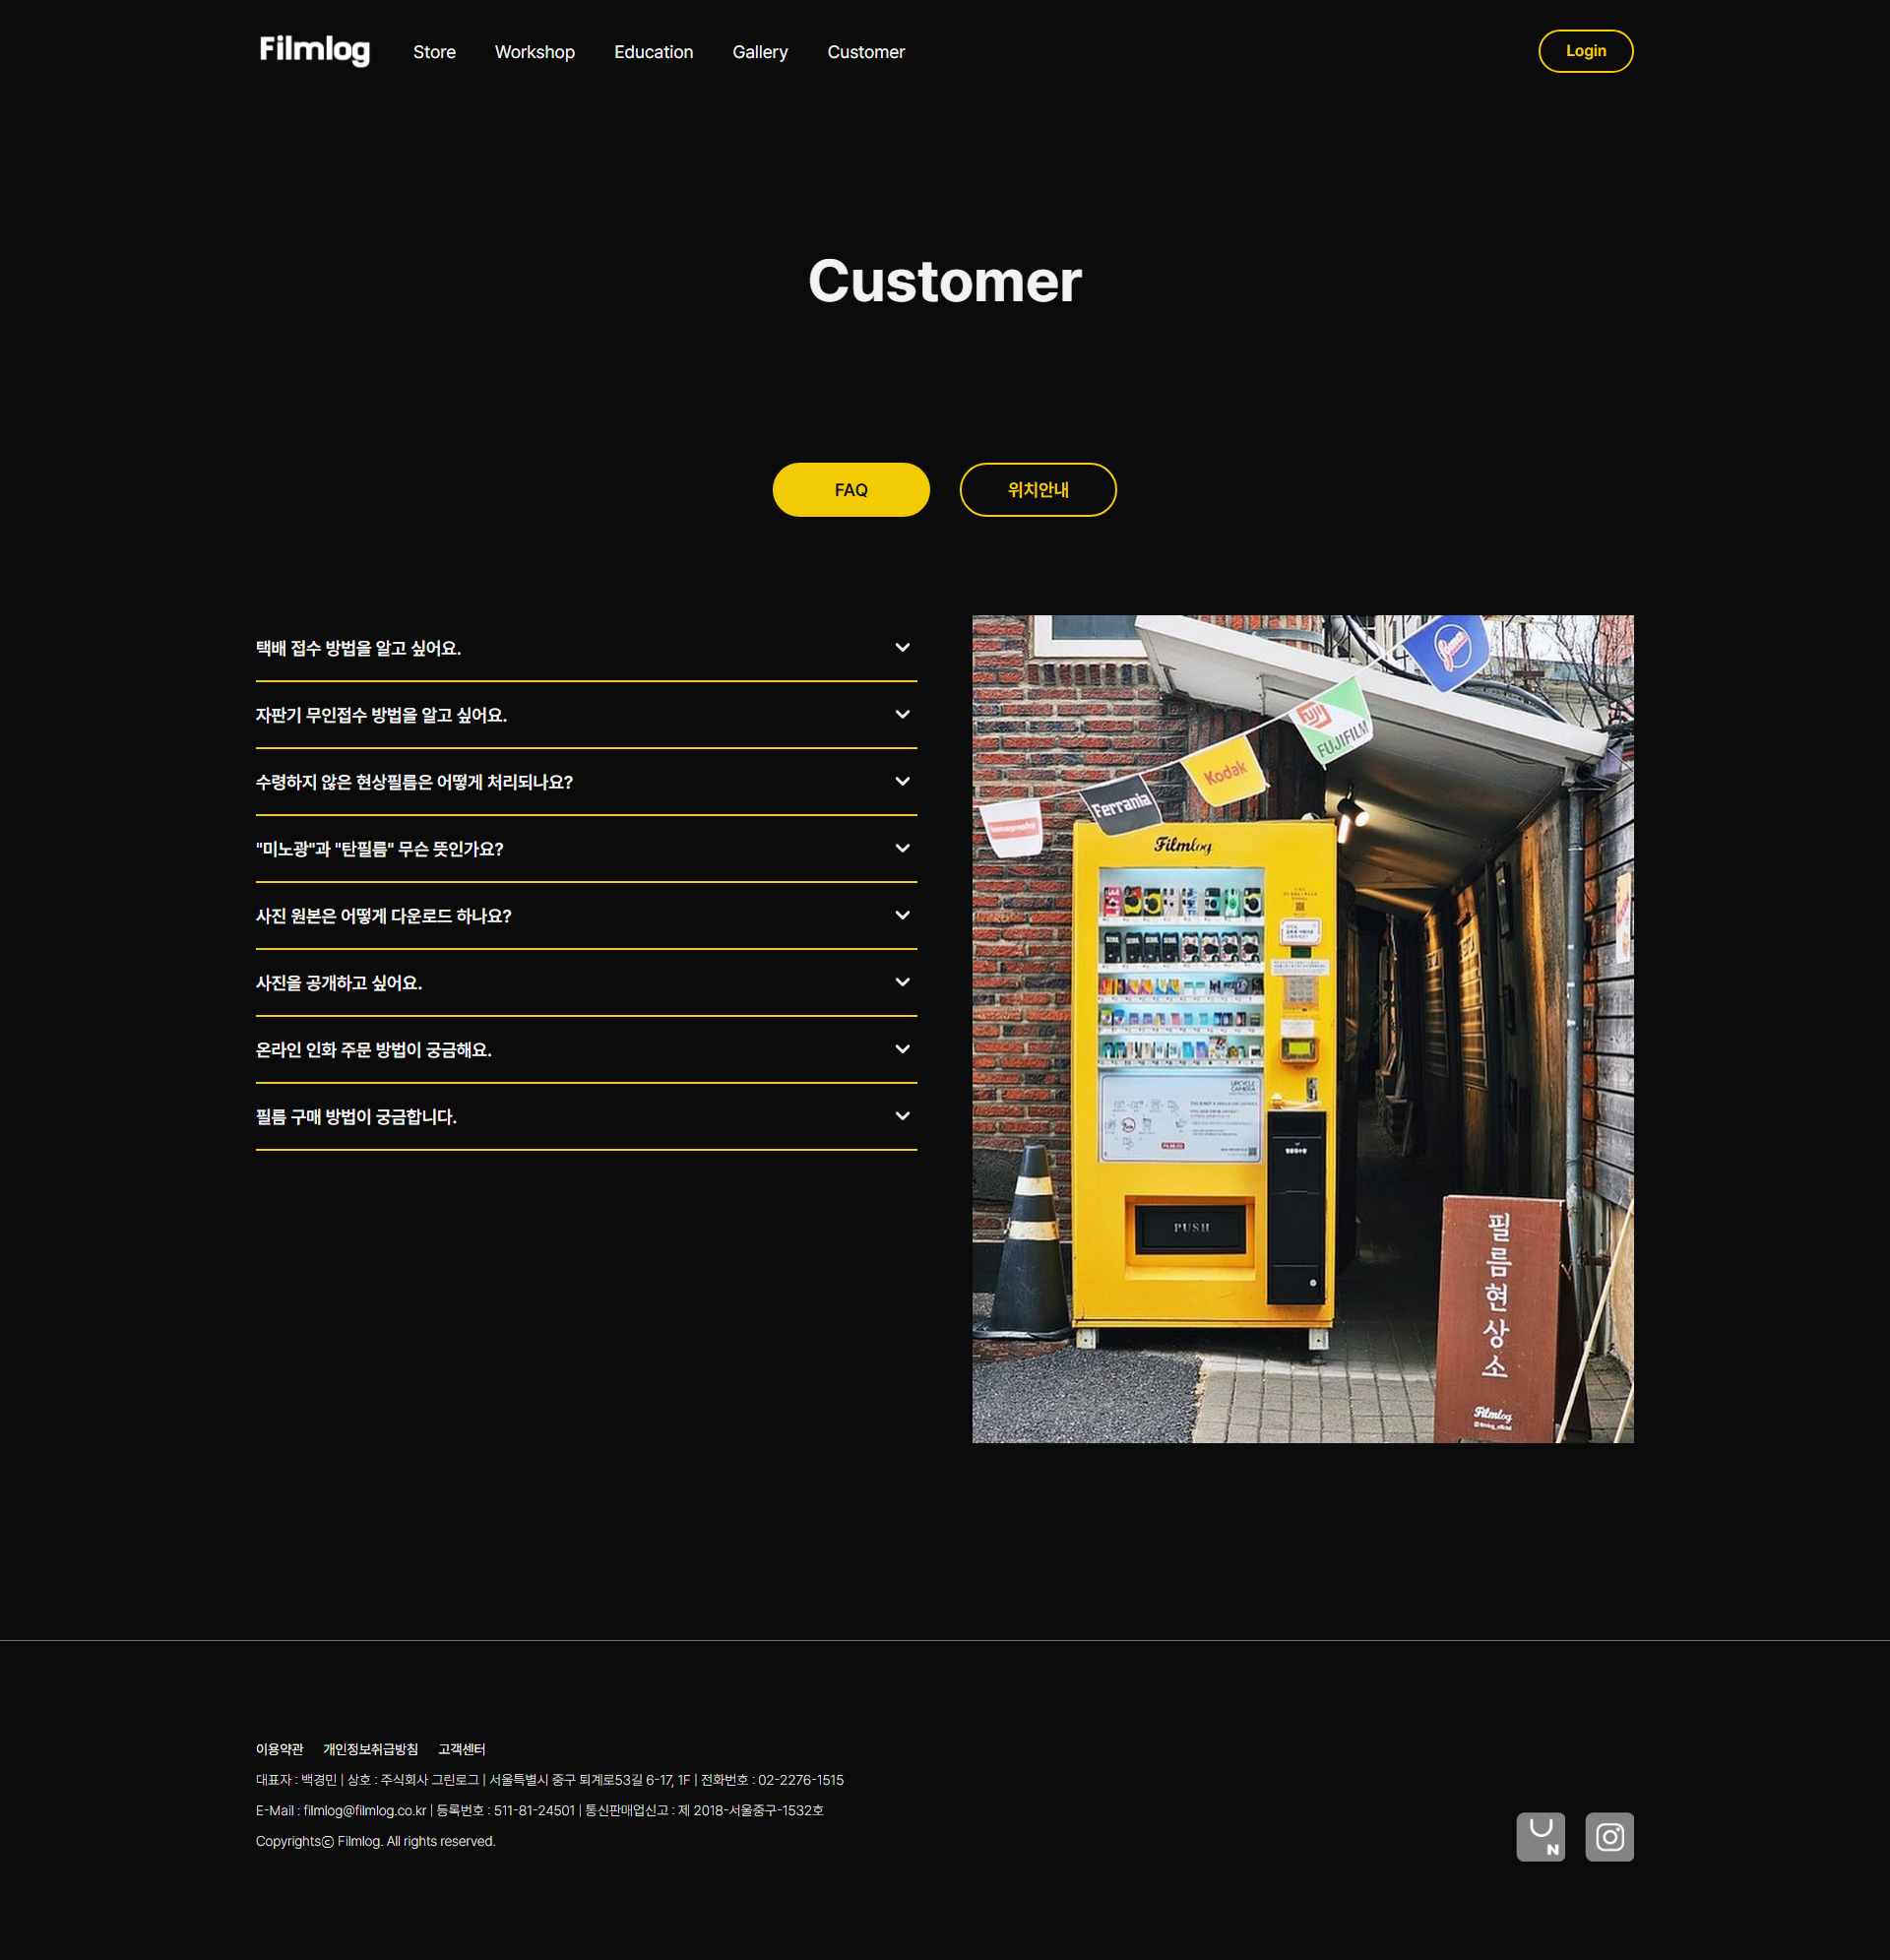 Filmlog
Store
Workshop
Education
Gallery
Customer
Login
Customer
FAQ
위치안내
택배 접수 방법을 알고 싶어요.
자판기 무인접수 방법을 알고 싶어요.
수령하지 않은 현상필름은 어떻게 처리되나요?
"미노광"과 "탄필름" 무슨 뜻인가요?
사진 원본은 어떻게 다운로드 하나요?
사진을 공개하고 싶어요.
온라인 인화 주문 방법이 궁금해요.
필름 구매 방법이 궁금합니다.
FUJI
FUJIFILM
Kodak
Ferrania
lomography
Filmlog
UPCYCLE
CAMERA
PUSH
필름현상소
Filmlog
이용약관 개인정보취급방침 고객센터
대표자 : 백경민 | 상호 : 주식회사 그린로그 | 서울특별시 중구 퇴계로53길 6-17, 1F | 전화번호 : 02-2276-1515
E-Mail : filmlog@filmlog.co.kr | 등록번호 : 511-81-24501 | 통신판매업신고 : 제 2018-서울중구-1532호
Copyrightsⓒ Filmlog. All rights reserved.
N